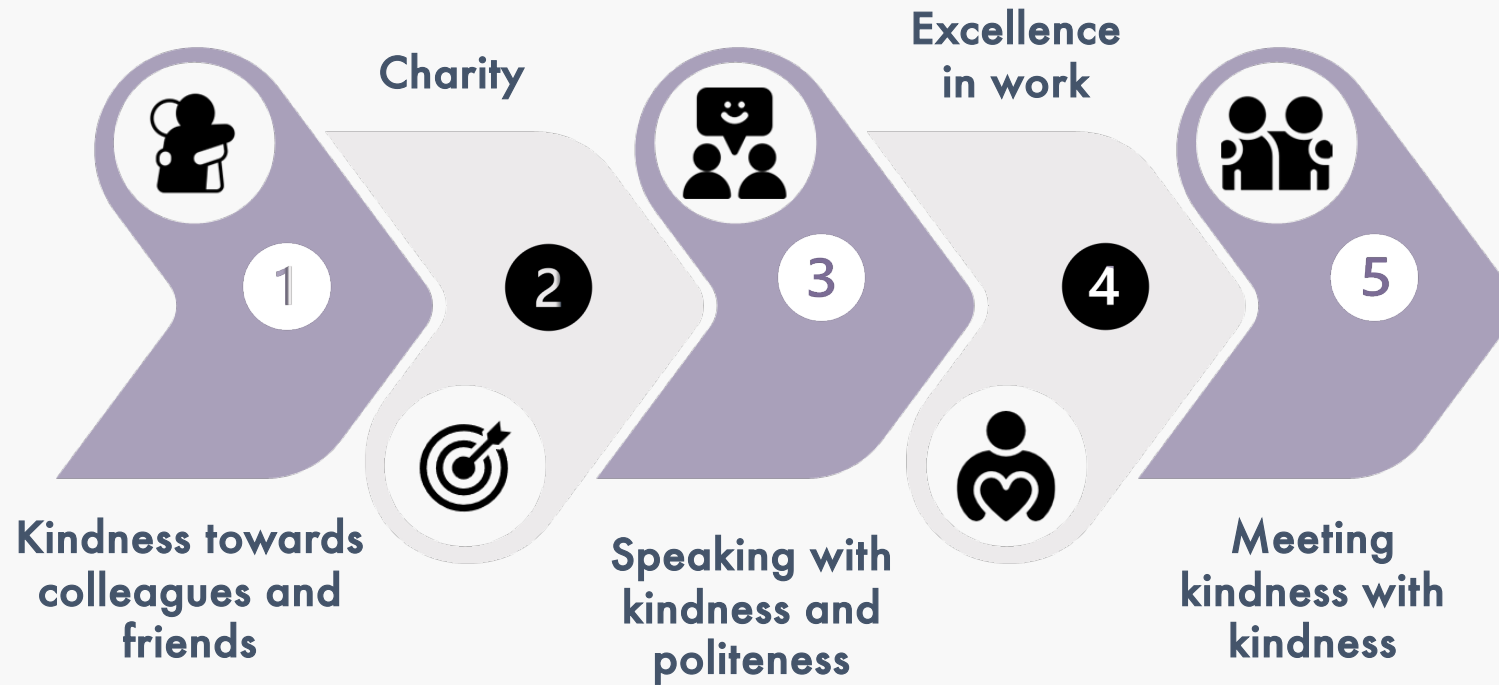 Kindness towards
colleagues and
friends
1
Charity
2
Speaking with
kindness and
politeness
3
Excellence
in work
4
Meeting
kindness with
kindness
5